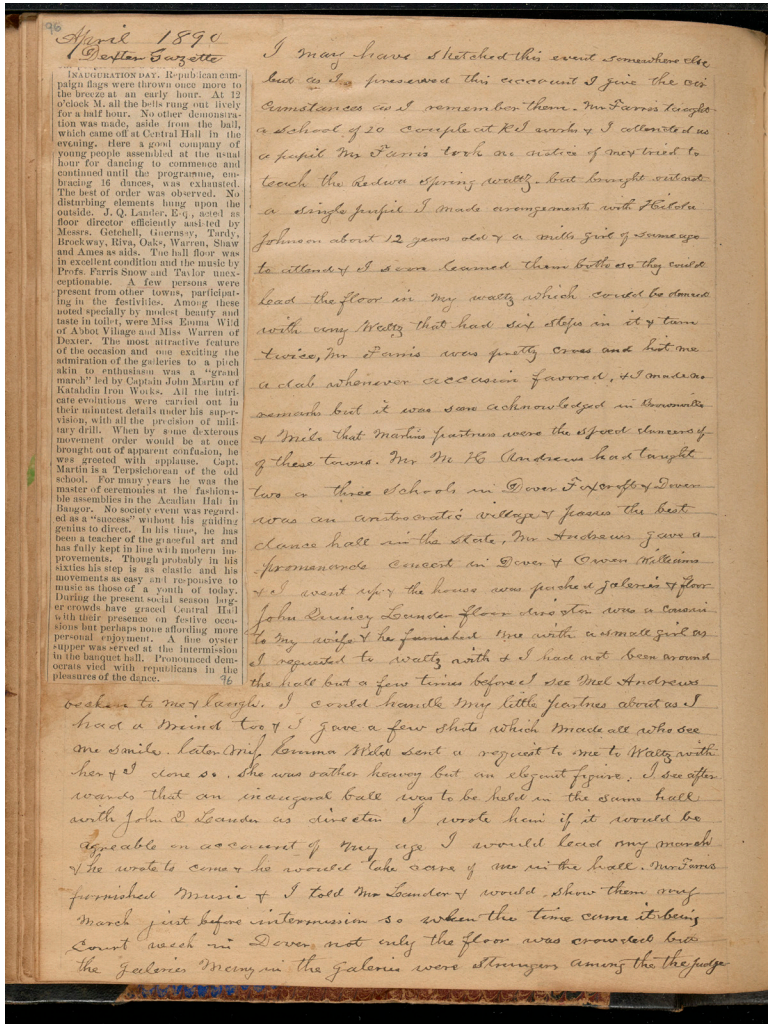 196
April 1890
Dexter Gazette
INAUGURATION DAY. Republican cam-
paign flags were thrown once more to
the breeze at an early hour. At 12
o'clock M. all the bells rung out lively
for a half hour. No other demonstra-
tion was made, aside from the ball,
which came off at Central Hall in the
evening. Here a good company of
young people assembled at the usual
hour for dancing to commence and
continued until the programme, em-
bracing 16 dances, was exhausted.
The best of order was observed. No
disturbing elements hung upon the
outside. J. Q. Lander, Esq., acted as
floor director efficiently assisted by
Messrs. Getchell, Guernsey, Tardy,
Brockway, Riva, Oaks, Warren, Shaw
and Ames as aids. The hall floor was
in excellent condition and the music by
Profs. Farris Snow and Taylor unex-
ceptionable. A few persons were
present from other towns, participat-
ing in the festivities. Among these
noted specially by modest beauty and
taste in toilet, were Miss Emma Wild
of Abbot Village and Miss Warren of
Dexter. The most attractive feature
of the occasion and one exciting the
admiration of the galleries to a pitch
akin to enthusiasm was a "grand
march" led by Captain John Martin of
Katahdin Iron Works. All the intri-
cate evolutions were carried out in
their minutest details under his super-
vision, with all the precision of mili-
tary drill. When by some dexterous
movement order would be at once
brought out of apparent confusion, he
was greeted with applause. Capt.
Martin is a Terpsichorean of the old
school. For many years he was the
master of ceremonies at the fashiona-
ble assemblies in the Acadian Hall in
Bangor. No society event was regard-
ed as a "success" without his guiding
genius to direct. In his time, he has
been a teacher of the graceful art and
has fully kept in line with modern im-
provements. Though probably in his
sixties his step is as elastic and his
movements as easy and responsive to
music as those of a youth of today.
During the present social season larg-
er crowds have graced Central Hall
with their presence on festive occa-
sions but perhaps none affording more
personal enjoyment. A fine oyster
supper was served at the intermission
in the banquet hall. Pronounced dem-
ocrats vied with republicans in the
pleasures of the dance. 96
I may have sketched this event somewhere else
but as I preserved this account I give the cir
cumstances as I remember them. Mr Farris taught
a school of 20 couple at K I works & I attended as
a pupil Mr Farris took no notice of me & tried to
teach the Redwa Spring waltz. but brought out not
a single pupil I made arangements with Hilda
Johnson about 12 years old & a mills girl of same age
to attend & I soon learned them both so they could
lead the floor in my waltz which could be danced
with any Waltz that had six steps in it & turn
twice, Mr Farris was pretty cross and hit me
a dab whenever accasion favored, & I made no
remarks but it was soon acknowledged in Brownville
& Milo that Martins partners were the speed dancers of
of these towns. Mr M H Andrews had taught
two or three schools in Dover Foxcroft & Dover
was an aristrocratic village & posses the best
dance hall in the State. Mr Andrews gave a
promenarde concert in Dover & Owen Williams
& I went up & the house was packed galeries & floor
John Quincy Lander floor director was a cousin
to my wife & he furnished me with a small girl as
I requested to waltz with & I had not been around
the hall but a few times before I see Mel Andrews
beckon to me & laugh. I could handle my little partner about as I
had a mind too & I gave a few shuts which made all who see
me smile. Later Miss Emma Wild sent a request to me to Waltz with
her & I done so. she was rather heavey but an elegant figure. I see after
wards that an inaugeral ball was to be held in the same hall
with John Q Lander as director I wrote him if it would be
agreable on account of my age I would lead my march
& he wrote to come & he would take care of me in the hall. Mr Farris
furnished Music & I told Mr Lander I would show them my
March just before intermission so when the time come it being
court week in Dover not only the floor was crowded but
the galeries Many in the galeries were strangers among the the judge